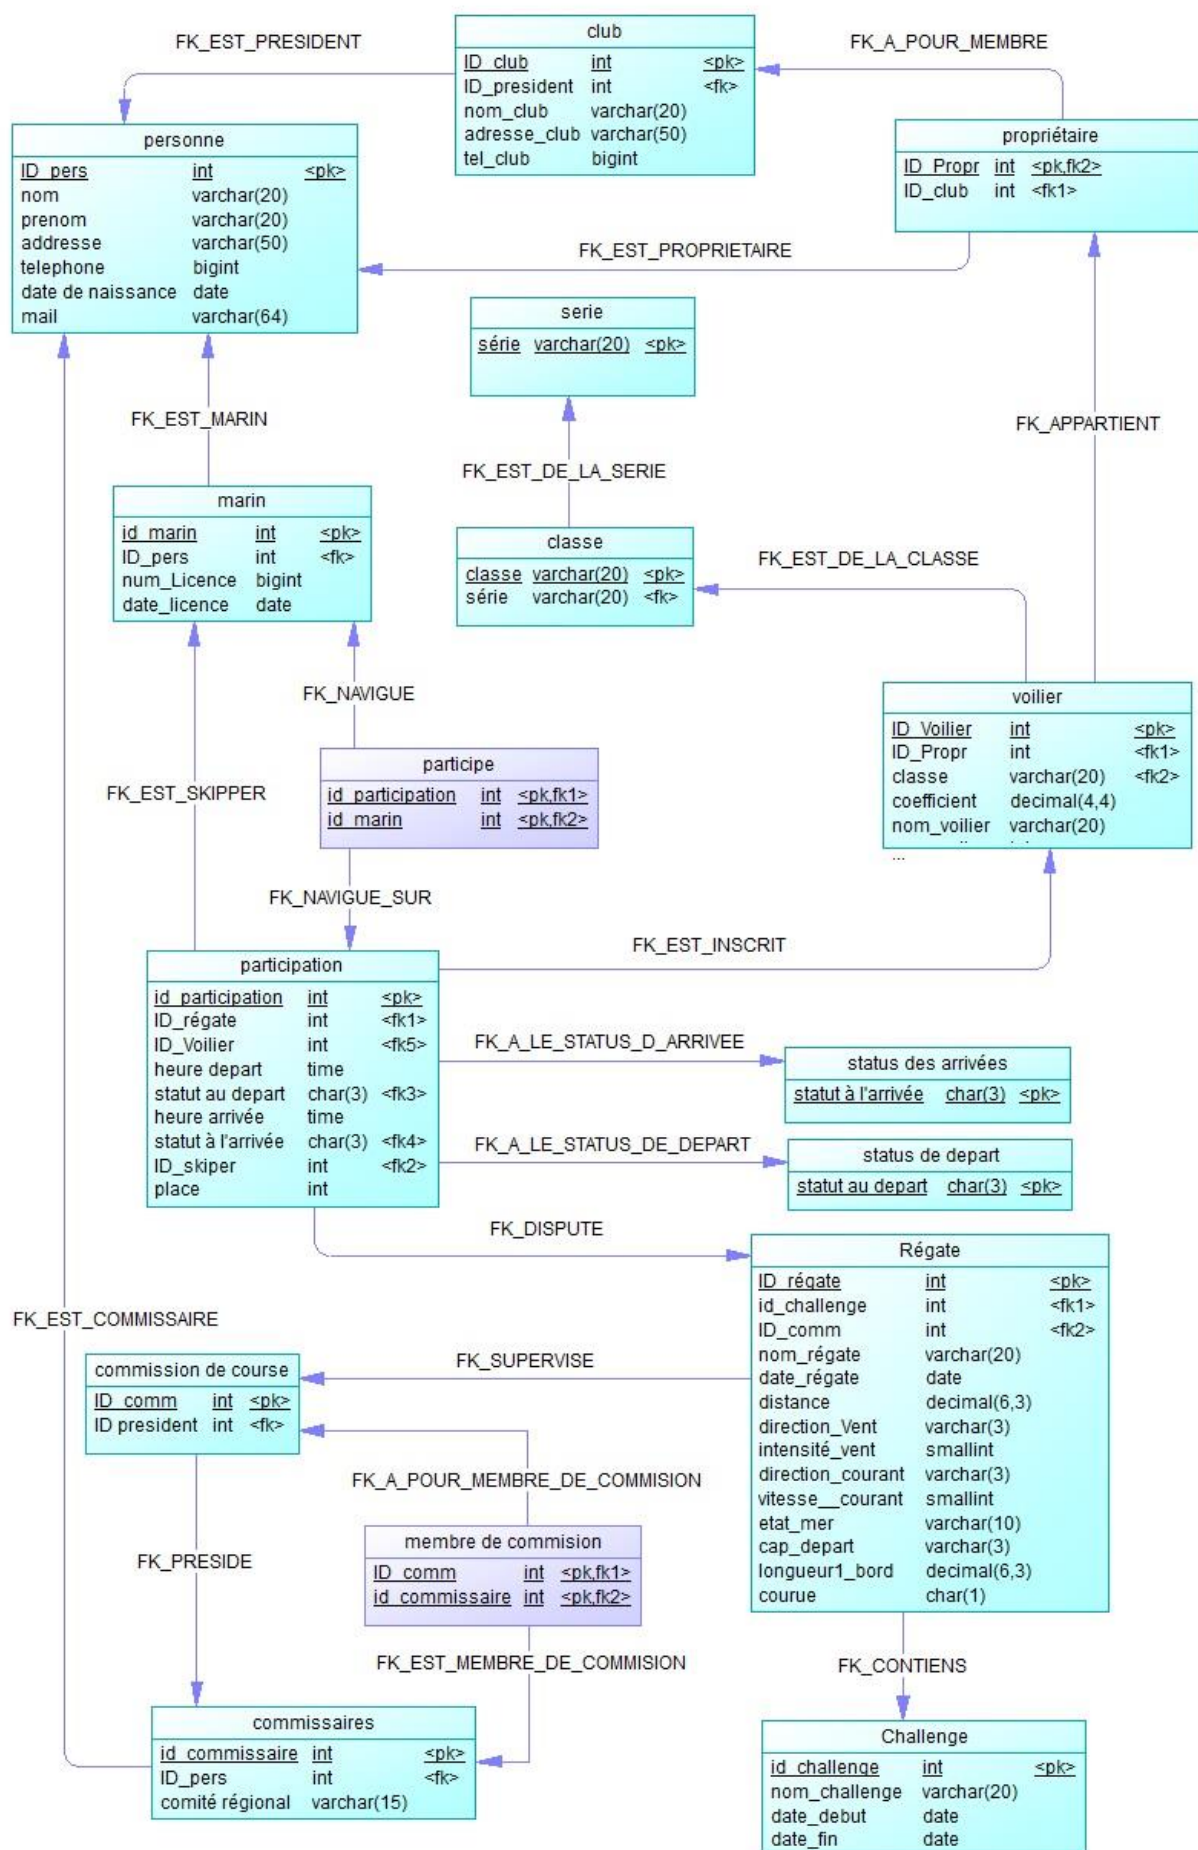 FK_EST_PRESIDENT
club
ID_club int <pk>
ID_president int <fk>
nom_club varchar(20)
adresse_club varchar(50)
tel_club bigint
FK_A_POUR_MEMBRE
personne
ID_pers int <pk>
nom varchar(20)
prenom varchar(20)
addresse varchar(50)
telephone bigint
date de naissance date
mail varchar(64)
propriétaire
ID_Propr int <pk,fk2>
ID_club int <fk1>
FK_EST_PROPRIETAIRE
serie
série varchar(20) <pk>
FK_EST_MARIN
FK_APPARTIENT
FK_EST_DE_LA_SERIE
marin
id_marin int <pk>
ID_pers int <fk>
num_Licence bigint
date_licence date
classe
classe varchar(20) <pk>
série varchar(20) <fk>
FK_EST_DE_LA_CLASSE
FK_NAVIGUE
voilier
ID_Voilier int <pk>
ID_Propr int <fk1>
classe varchar(20) <fk2>
coefficient decimal(4,4)
nom_voilier varchar(20)
...
participe
id_participation int <pk,fk1>
id_marin int <pk,fk2>
FK_EST_SKIPPER
FK_NAVIGUE_SUR
FK_EST_INSCRIT
participation
id_participation int <pk>
ID_régate int <fk1>
ID_Voilier int <fk5>
heure depart time
statut au depart char(3) <fk3>
heure arrivée time
statut à l'arrivée char(3) <fk4>
ID_skiper int <fk2>
place int
FK_A_LE_STATUS_D_ARRIVEE
status des arrivées
statut à l'arrivée char(3) <pk>
FK_A_LE_STATUS_DE_DEPART
status de depart
statut au depart char(3) <pk>
FK_DISPUTE
Régate
ID_régate int <pk>
id_challenge int <fk1>
ID_comm int <fk2>
nom_régate varchar(20)
date_régate date
distance decimal(6,3)
direction_Vent varchar(3)
intensité_vent smallint
direction_courant varchar(3)
vitesse__courant smallint
etat_mer varchar(10)
cap_depart varchar(3)
longueur1_bord decimal(6,3)
courue char(1)
FK_EST_COMMISSAIRE
commission de course
ID_comm int <pk>
ID president int <fk>
FK_SUPERVISE
FK_A_POUR_MEMBRE_DE_COMMISION
membre de commision
ID_comm int <pk,fk1>
id_commissaire int <pk,fk2>
FK_PRESIDE
FK_EST_MEMBRE_DE_COMMISION
FK_CONTIENS
commissaires
id_commissaire int <pk>
ID_pers int <fk>
comité régional varchar(15)
Challenge
id_challenge int <pk>
nom_challenge varchar(20)
date_debut date
date_fin date